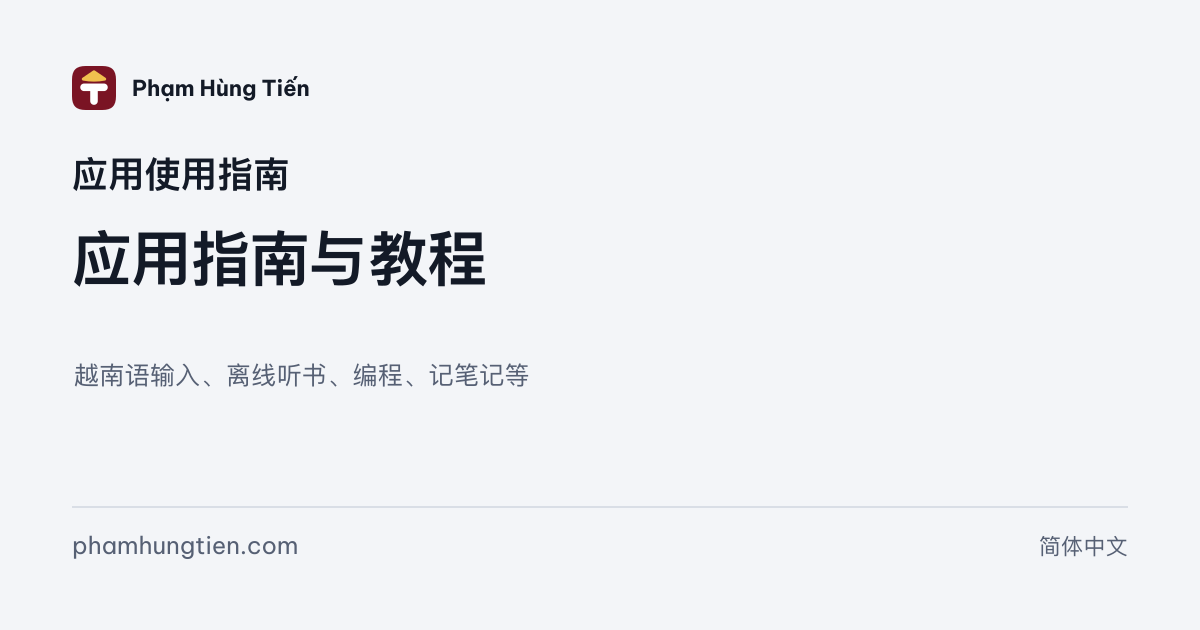 Phạm Hùng Tiến
应用使用指南
应用指南与教程
越南语输入、离线听书、编程、记笔记等
phamhungtien.com
简体中文